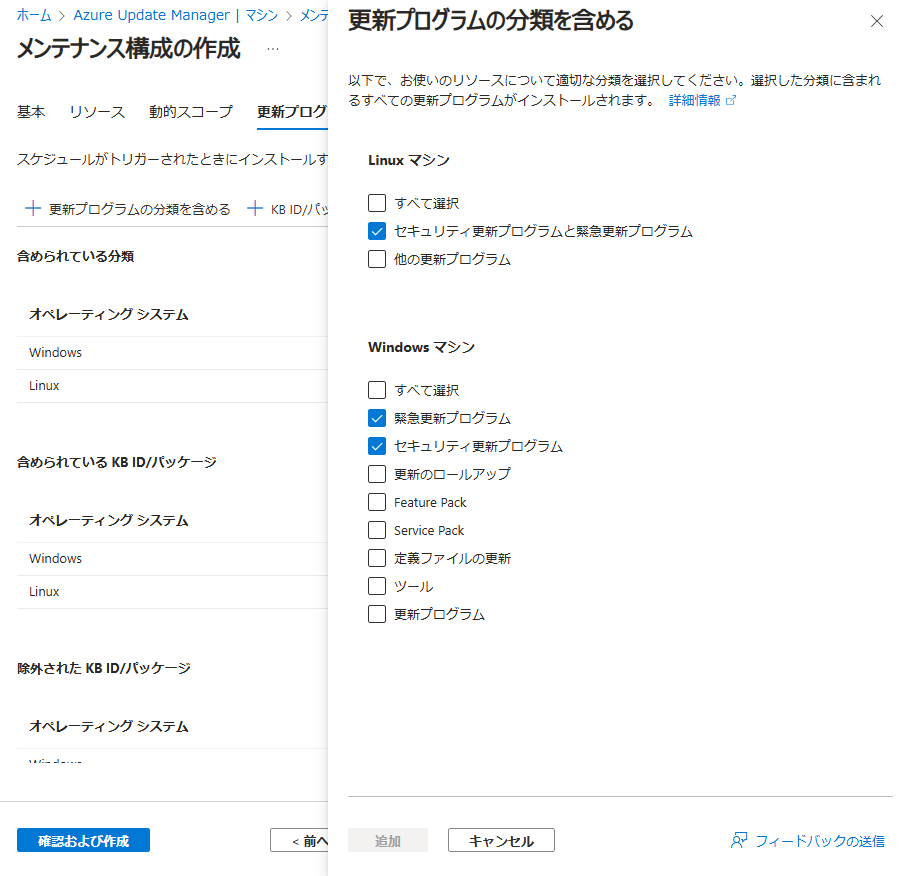 ホーム > Azure Update Manager | マシン > メンテ
メンテナンス構成の作成 …
基本 リソース 動的スコープ 更新プログ
スケジュールがトリガーされたときにインストールす
+ 更新プログラムの分類を含める + KB ID/パッ
含められている分類
オペレーティング システム
Windows
Linux
含められている KB ID/パッケージ
オペレーティング システム
Windows
Linux
除外された KB ID/パッケージ
オペレーティング システム
Windows
確認および作成
< 前へ
更新プログラムの分類を含める
以下で、お使いのリソースについて適切な分類を選択してください。選択した分類に含まれ
るすべての更新プログラムがインストールされます。 詳細情報
Linux マシン
すべて選択
セキュリティ更新プログラムと緊急更新プログラム
他の更新プログラム
Windows マシン
すべて選択
緊急更新プログラム
セキュリティ更新プログラム
更新のロールアップ
Feature Pack
Service Pack
定義ファイルの更新
ツール
更新プログラム
追加
キャンセル
フィードバックの送信